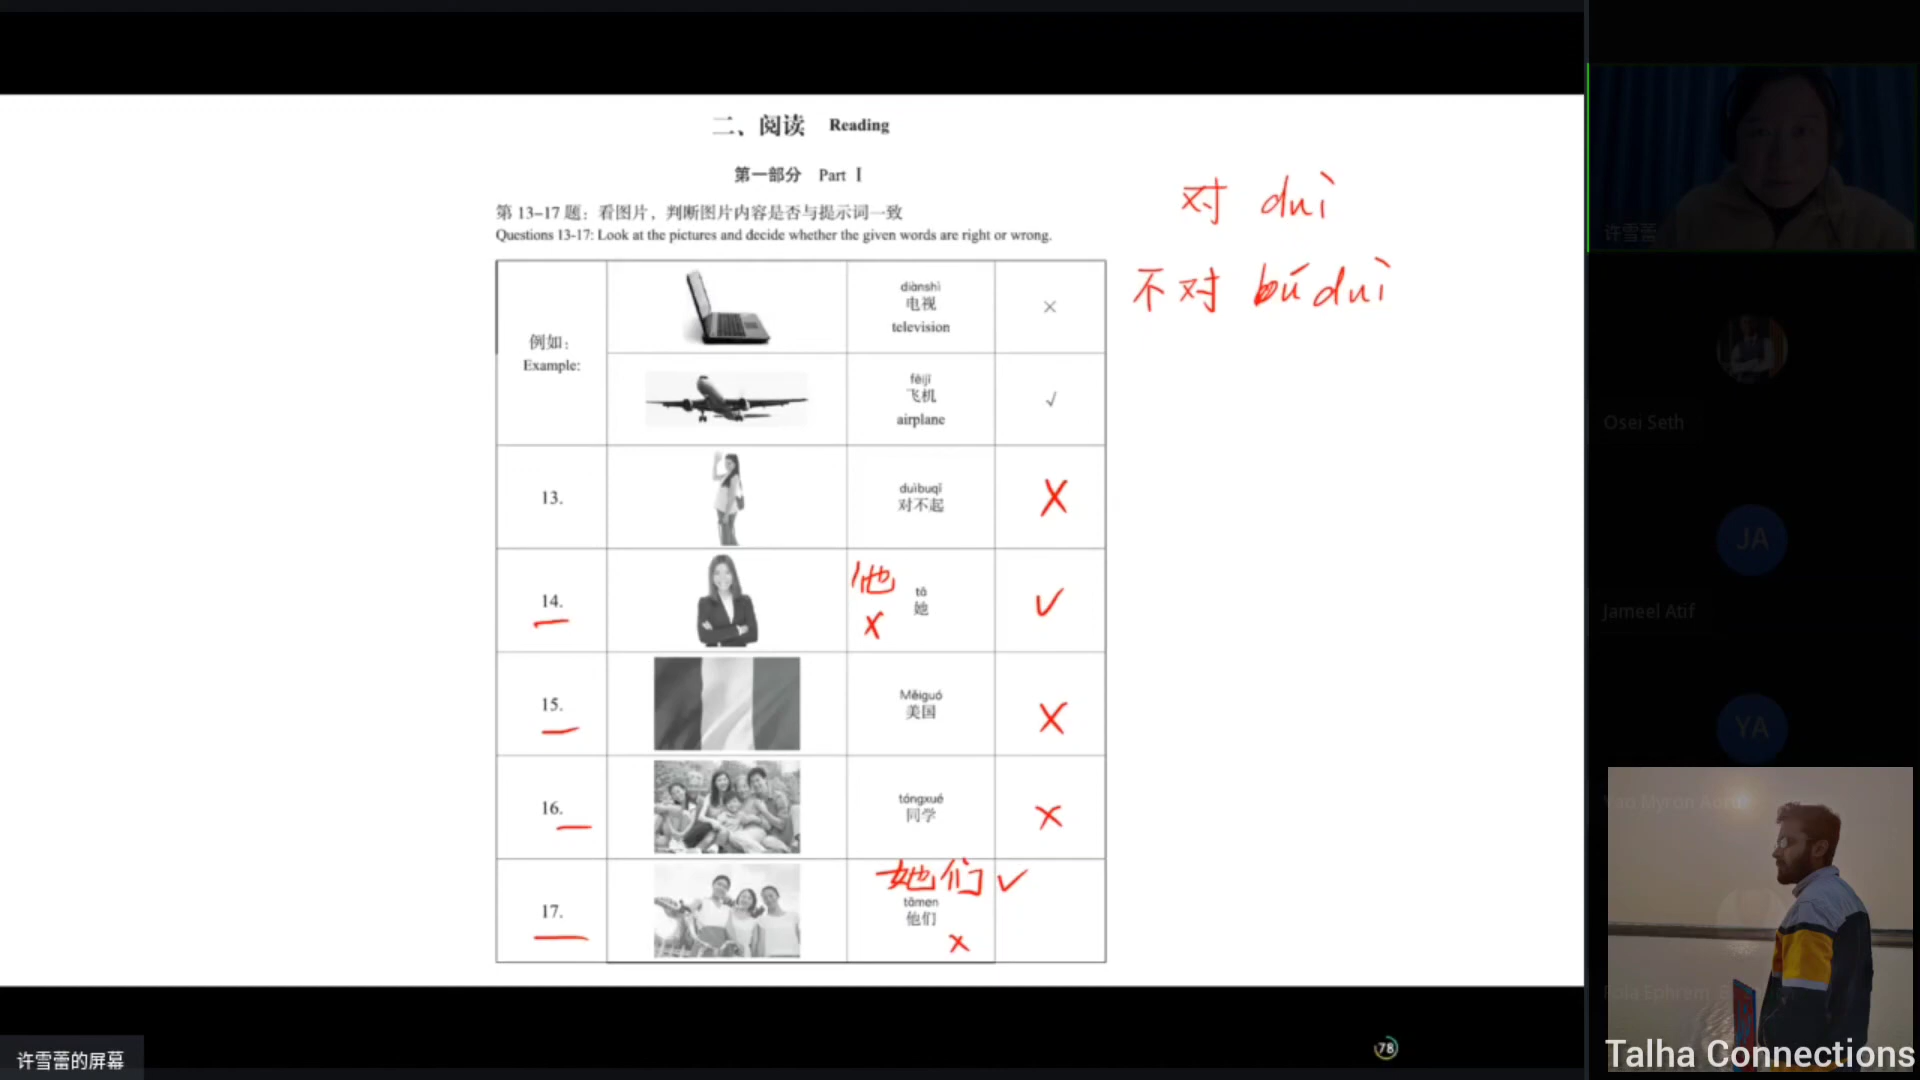 二、阅读 Reading
第一部分 Part Ⅰ
第 13-17 题：看图片，判断图片内容是否与提示词一致
Questions 13-17: Look at the pictures and decide whether the given words are right or wrong.
对 duì
不对 búduì
例如：
Example:
diànshì
电视
television
×
fēijī
飞机
airplane
√
13.
duìbuqǐ
对不起
X
14.
他
X
tā
她
✓
15.
Měiguó
美国
X
16.
tóngxué
同学
X
17.
她们 ✓
tāmen
他们
x
许雪蕾
Osei Seth
JA
Jameel Atif
YA
Talha Connections
78
许雪蕾的屏幕